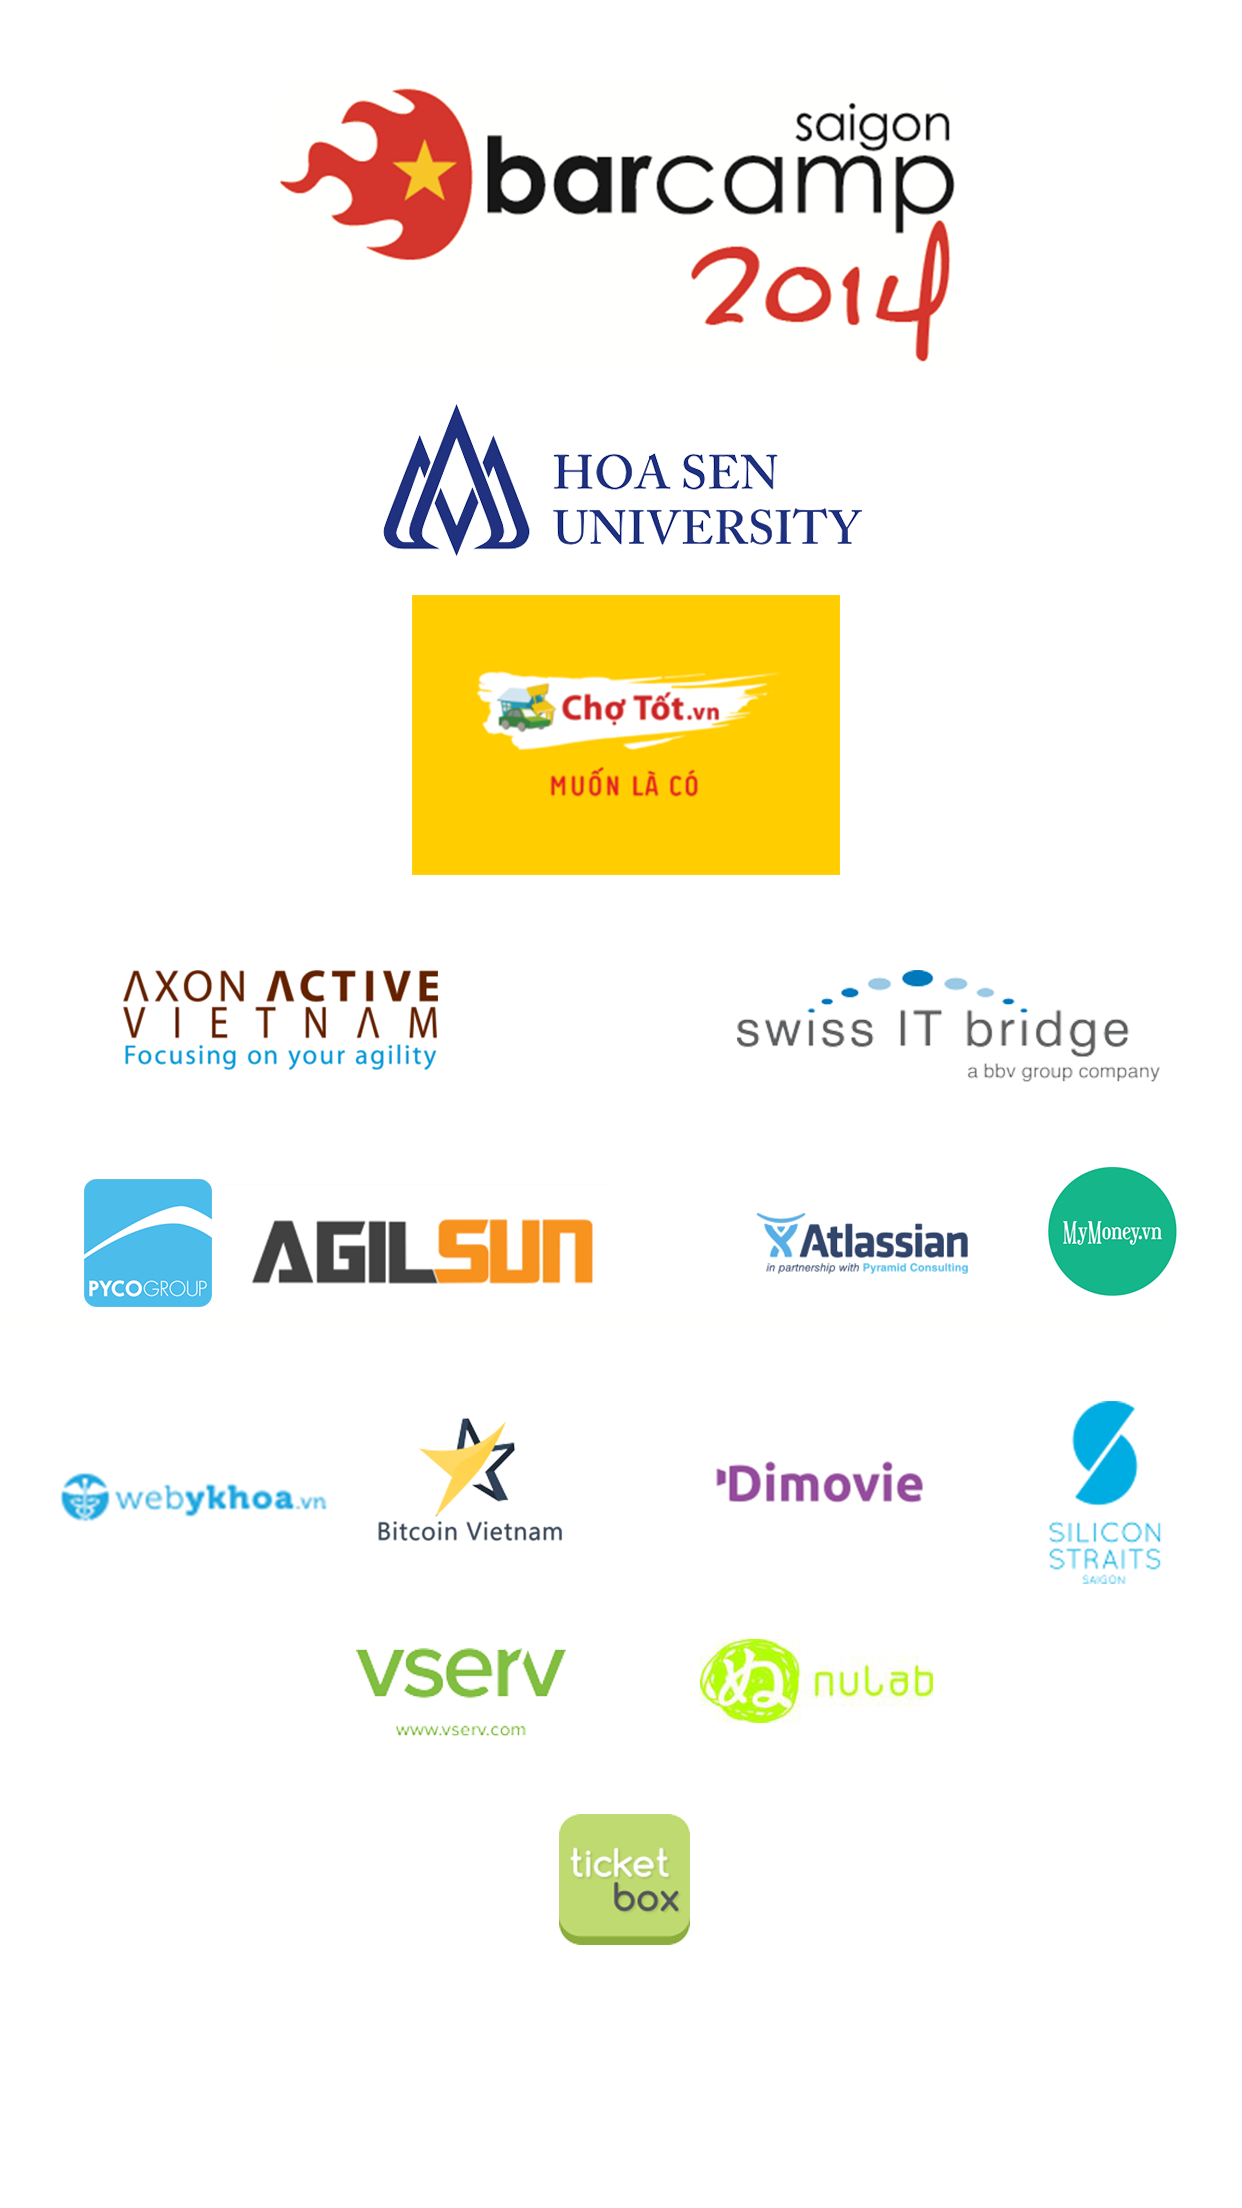 saigon
barcamp
2014
HOA SEN
UNIVERSITY
Chợ Tốt.vn
MUỐN LÀ CÓ
AXON ACTIVE
VIETNAM
Focusing on your agility
swiss IT bridge
a bbv group company
PYCOGROUP
AGILSUN
Atlassian
in partnership with Pyramid Consulting
MyMoney.vn
webykhoa.vn
Bitcoin Vietnam
Dimovie
SILICON
STRAITS
SAIGON
vserv
www.vserv.com
ぬ nulab
ticket
box